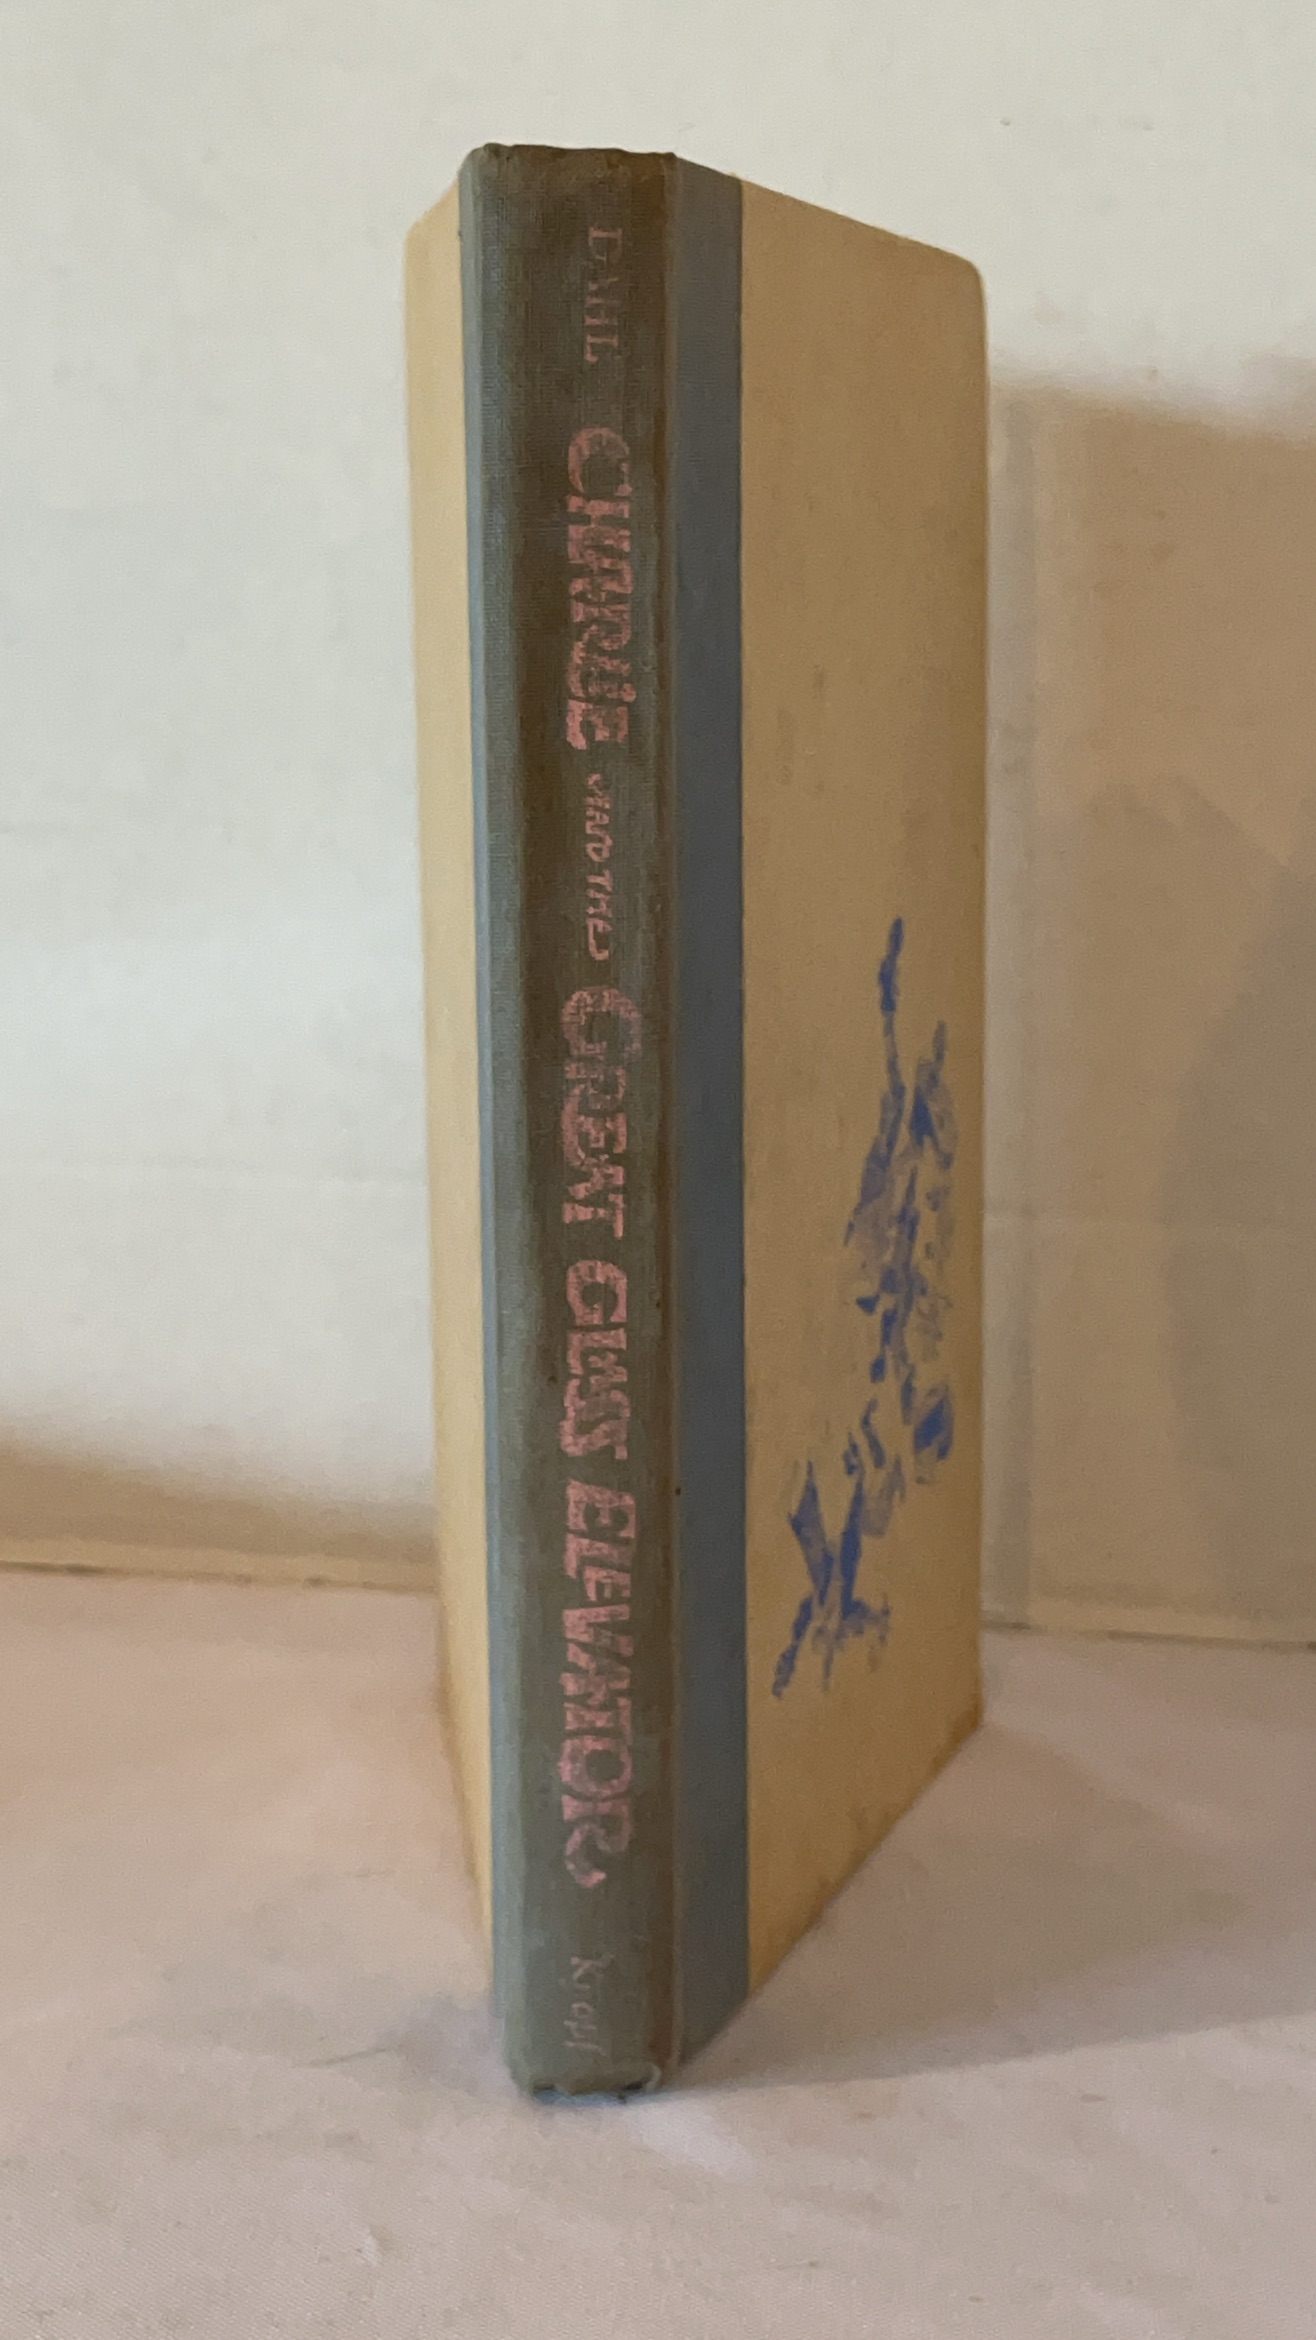 DAHL CHARLIE AND THE GREAT GLASS ELEVATOR Knopf